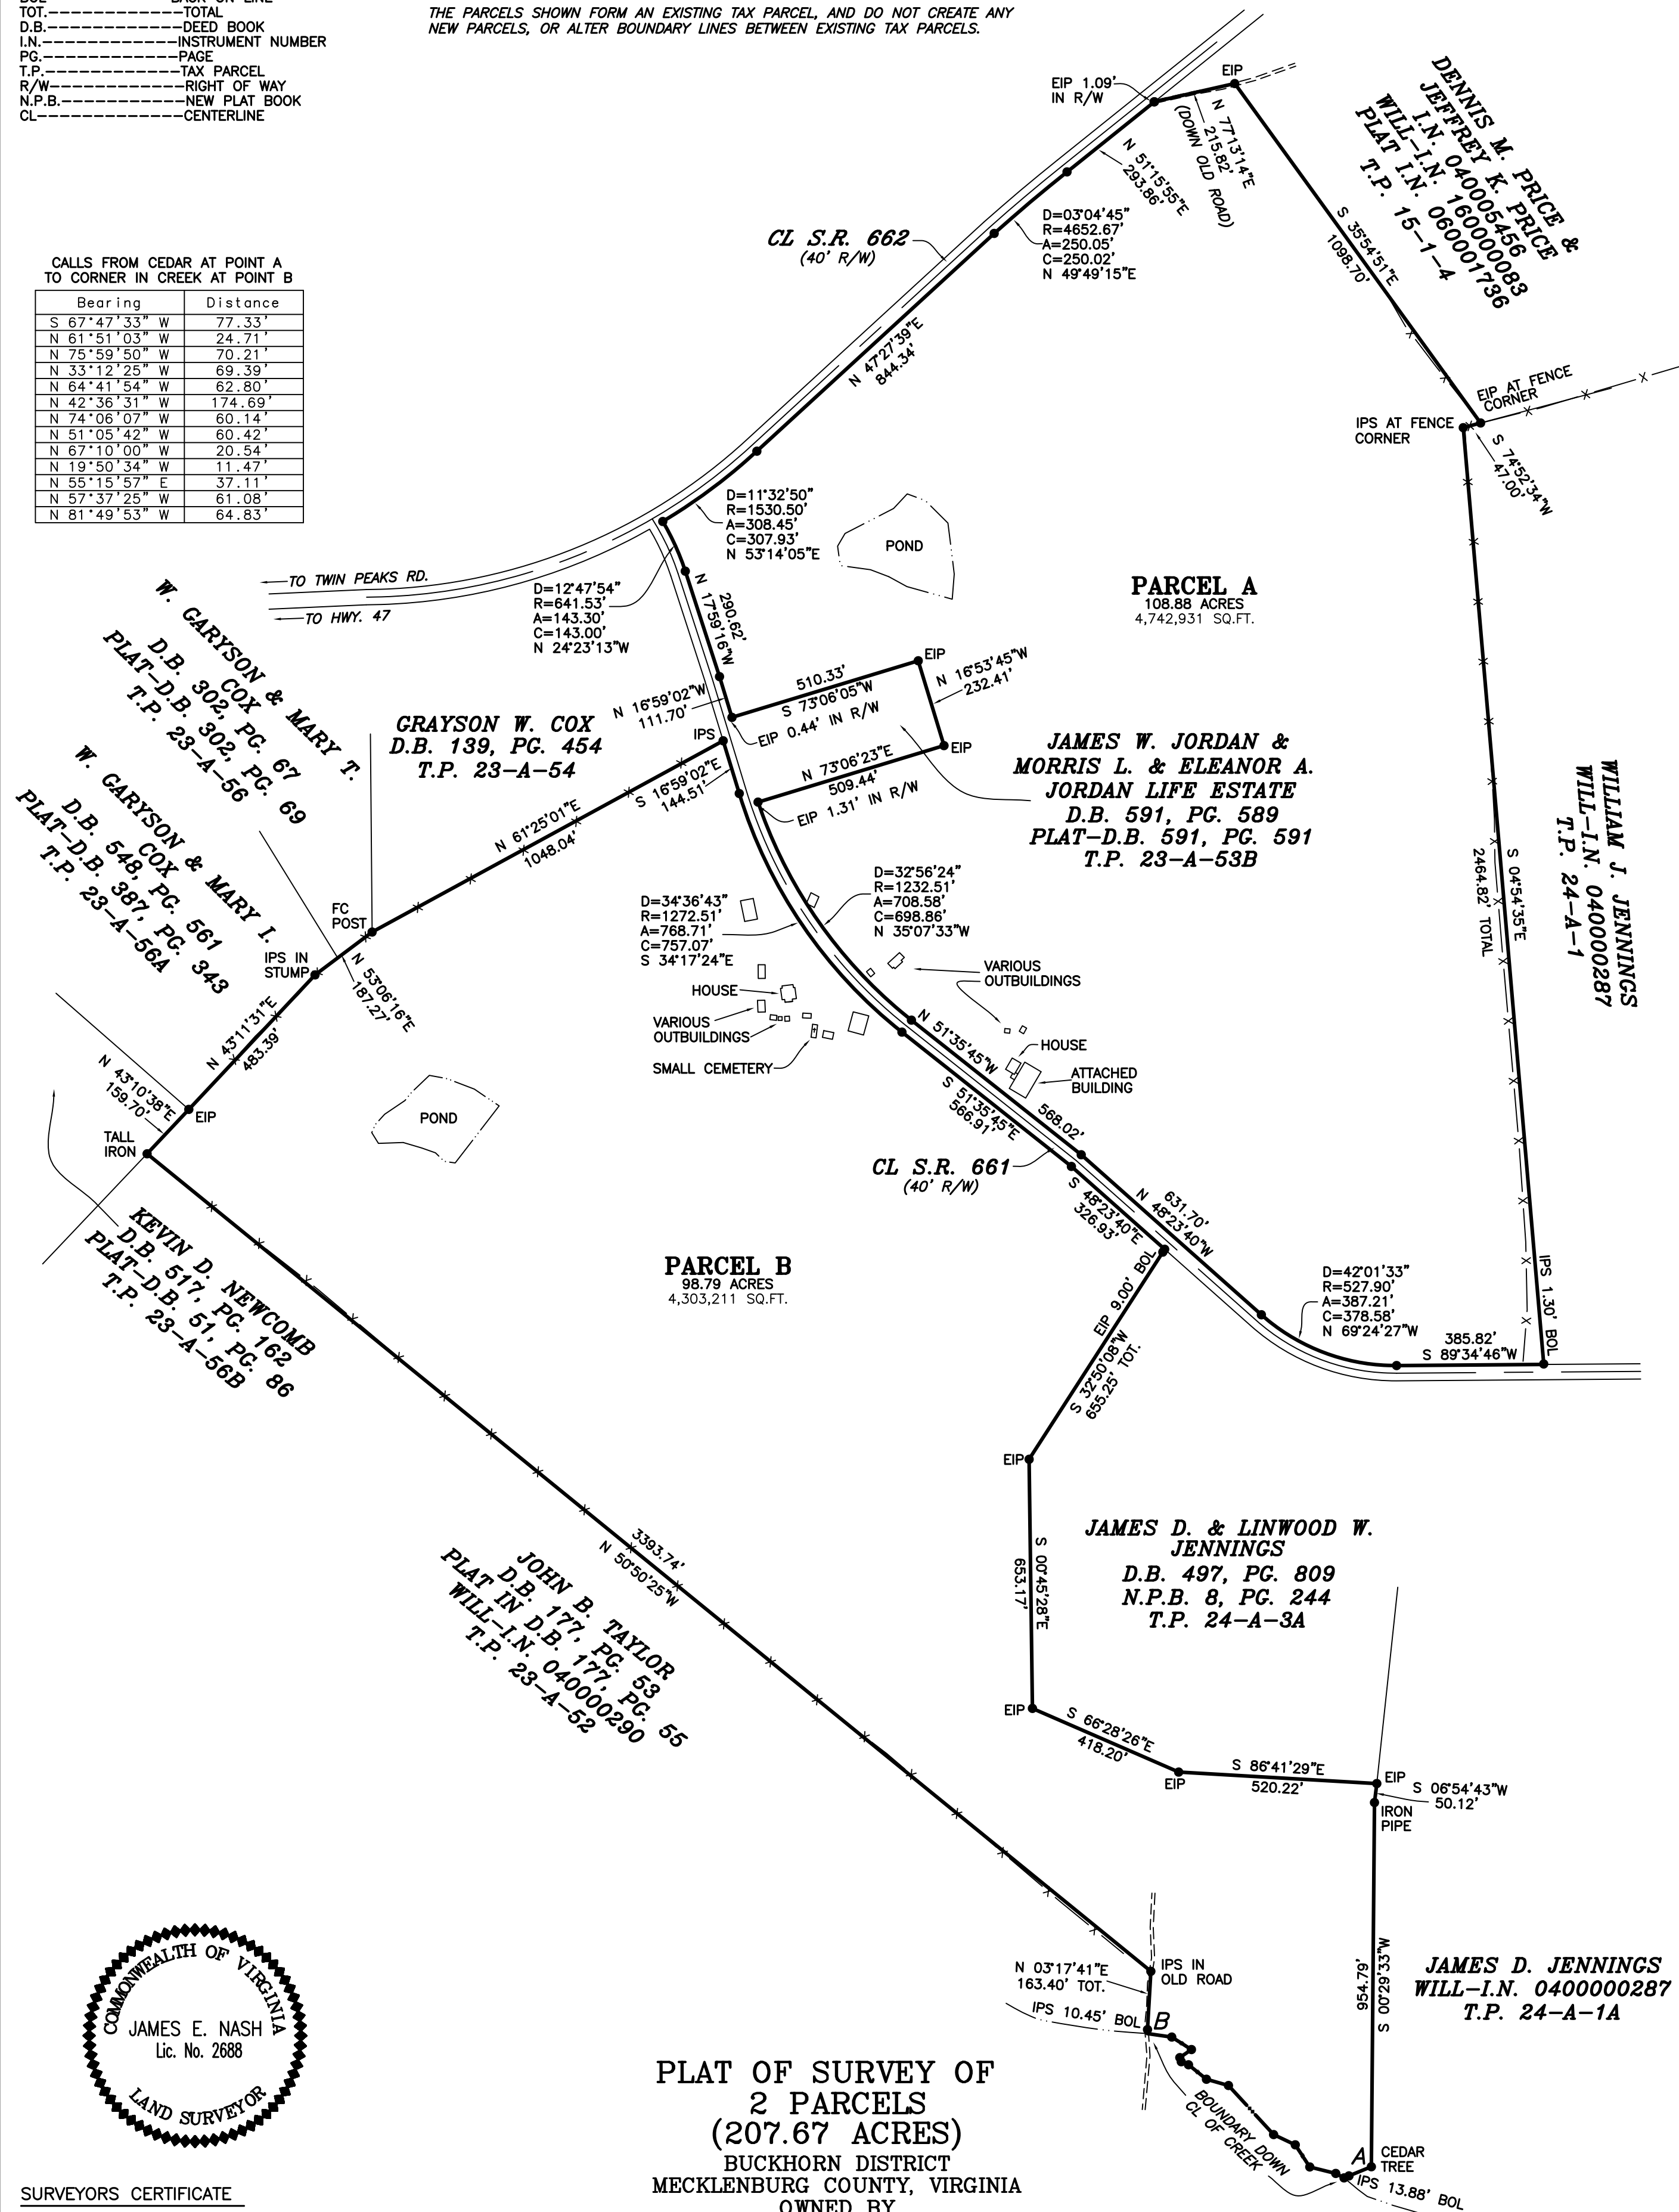 TOT.--------------TOTAL
D.B.--------------DEED BOOK
I.N.--------------INSTRUMENT NUMBER
PG.--------------PAGE
T.P.--------------TAX PARCEL
R/W--------------RIGHT OF WAY
N.P.B.-------------NEW PLAT BOOK
CL---------------CENTERLINE
THE PARCELS SHOWN FORM AN EXISTING TAX PARCEL, AND DO NOT CREATE ANY
NEW PARCELS, OR ALTER BOUNDARY LINES BETWEEN EXISTING TAX PARCELS.
CALLS FROM CEDAR AT POINT A
TO CORNER IN CREEK AT POINT B
Bearing Distance
S 67°47'33" W 77.33'
N 61°51'03" W 24.71'
N 75°59'50" W 70.21'
N 33°12'25" W 69.39'
N 64°41'54" W 62.80'
N 42°36'31" W 174.69'
N 74°06'07" W 60.14'
N 51°05'42" W 60.42'
N 67°10'00" W 20.54'
N 19°50'34" W 11.47'
N 55°15'57" E 37.11'
N 57°37'25" W 61.08'
N 81°49'53" W 64.83'
EIP 1.09'
IN R/W
EIP
N 77°13'14"E
215.82'
(DOWN OLD ROAD)
N 51°15'55"E
293.86'
D=03°04'45"
R=4652.67'
A=250.05'
C=250.02'
N 49°49'15"E
CL S.R. 662
(40' R/W)
N 47°27'39"E
844.34'
DENNIS M. PRICE &
JEFFREY K. PRICE
I.N. 040005456
WILL-I.N. 160000083
PLAT I.N. 060001736
T.P. 15-1-4
S 35°54'51"E
1098.70'
EIP AT FENCE
CORNER
IPS AT FENCE
CORNER
S 74°52'34"W
47.00'
D=11°32'50"
R=1530.50'
A=308.45'
C=307.93'
N 53°14'05"E
POND
TO TWIN PEAKS RD.
TO HWY. 47
D=12°47'54"
R=641.53'
A=143.30'
C=143.00'
N 24°23'13"W
290.62'
N 17°59'16"W
PARCEL A
108.88 ACRES
4,742,931 SQ.FT.
N 16°59'02"W
111.70'
510.33'
S 73°06'05"W
EIP 0.44' IN R/W
EIP
N 16°53'45"W
232.41'
EIP
N 73°06'23"E
509.44'
EIP 1.31' IN R/W
IPS
S 16°59'02"E
144.51'
W. GARYSON & MARY T.
COX
D.B. 302, PG. 67
PLAT-D.B. 302, PG. 69
T.P. 23-A-56
GRAYSON W. COX
D.B. 139, PG. 454
T.P. 23-A-54
JAMES W. JORDAN &
MORRIS L. & ELEANOR A.
JORDAN LIFE ESTATE
D.B. 591, PG. 589
PLAT-D.B. 591, PG. 591
T.P. 23-A-53B
W. GARYSON & MARY I.
COX
D.B. 548, PG. 561
PLAT-D.B. 387, PG. 343
T.P. 23-A-56A
N 61°25'01"E
1048.04'
FC
POST
IPS IN
STUMP
N 53°06'16"E
187.27'
N 43°11'31"E
483.39'
N 43°10'38"E
159.70'
EIP
TALL
IRON
POND
D=34°36'43"
R=1272.51'
A=768.71'
C=757.07'
S 34°17'24"E
D=32°56'24"
R=1232.51'
A=708.58'
C=698.86'
N 35°07'33"W
HOUSE
VARIOUS
OUTBUILDINGS
SMALL CEMETERY
VARIOUS
OUTBUILDINGS
HOUSE
ATTACHED
BUILDING
N 51°35'45"W
568.02'
S 51°35'45"E
566.91'
CL S.R. 661
(40' R/W)
631.70'
N 48°23'40"W
S 48°23'40"E
326.93'
WILLIAM J. JENNINGS
WILL-I.N. 040000287
T.P. 24-A-1
S 04°54'35"E
2464.82' TOTAL
IPS 1.30' BOL
D=42°01'33"
R=527.90'
A=387.21'
C=378.58'
N 69°24'27"W
385.82'
S 89°34'46"W
KEVIN D. NEWCOMB
D.B. 517, PG. 162
PLAT-D.B. 51, PG. 86
T.P. 23-A-56B
PARCEL B
98.79 ACRES
4,303,211 SQ.FT.
EIP 9.00' BOL
S 32°50'08"W
655.25' TOT.
EIP
S 00°45'28"E
653.17'
EIP
JAMES D. & LINWOOD W.
JENNINGS
D.B. 497, PG. 809
N.P.B. 8, PG. 244
T.P. 24-A-3A
3393.74'
N 50°50'25"W
JOHN B. TAYLOR
D.B. 177, PG. 53
PLAT IN D.B. 177, PG. 55
WILL-I.N. 040000290
T.P. 23-A-52
S 66°28'26"E
418.20'
EIP
S 86°41'29"E
520.22'
EIP
S 06°54'43"W
50.12'
IRON
PIPE
954.79'
S 00°29'33"W
JAMES D. JENNINGS
WILL-I.N. 0400000287
T.P. 24-A-1A
N 03°17'41"E
163.40' TOT.
IPS IN
OLD ROAD
IPS 10.45' BOL
B
BOUNDARY DOWN
CL OF CREEK
A
CEDAR
TREE
IPS 13.88' BOL
COMMONWEALTH OF VIRGINIA
JAMES E. NASH
Lic. No. 2688
LAND SURVEYOR
PLAT OF SURVEY OF
2 PARCELS
(207.67 ACRES)
BUCKHORN DISTRICT
MECKLENBURG COUNTY, VIRGINIA
OWNED BY
SURVEYORS CERTIFICATE